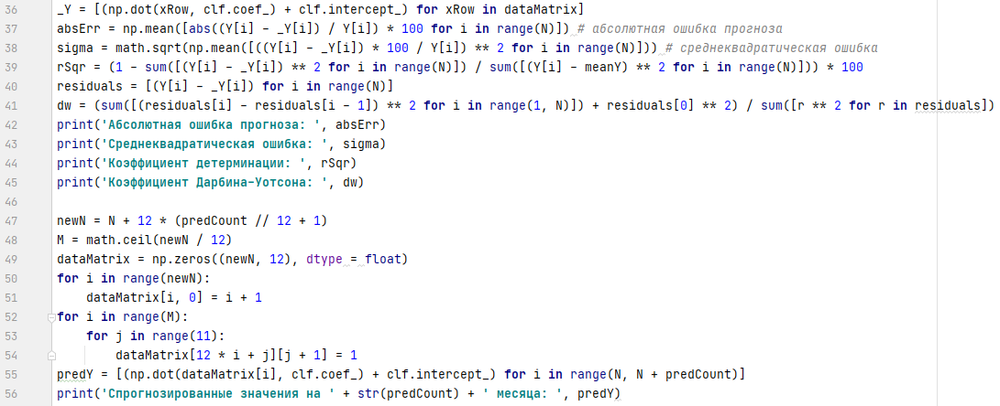 36 _Y = [(np.dot(xRow, clf.coef_) + clf.intercept_) for xRow in dataMatrix]
37 absErr = np.mean([abs((Y[i] - _Y[i]) / Y[i]) * 100 for i in range(N)]) # абсолютная ошибка прогноза
38 sigma = math.sqrt(np.mean([((Y[i] - _Y[i]) * 100 / Y[i]) ** 2 for i in range(N)])) # среднеквадратическая ошибка
39 rSqr = (1 - sum([(Y[i] - _Y[i]) ** 2 for i in range(N)]) / sum([(Y[i] - meanY) ** 2 for i in range(N)])) * 100
40 residuals = [(Y[i] - _Y[i]) for i in range(N)]
41 dw = (sum([(residuals[i] - residuals[i - 1]) ** 2 for i in range(1, N)]) + residuals[0] ** 2) / sum([r ** 2 for r in residuals])
42 print('Абсолютная ошибка прогноза: ', absErr)
43 print('Среднеквадратическая ошибка: ', sigma)
44 print('Коэффициент детерминации: ', rSqr)
45 print('Коэффициент Дарбина-Уотсона: ', dw)
46
47 newN = N + 12 * (predCount // 12 + 1)
48 M = math.ceil(newN / 12)
49 dataMatrix = np.zeros((newN, 12), dtype = float)
50 for i in range(newN):
51     dataMatrix[i, 0] = i + 1
52 for i in range(M):
53     for j in range(11):
54         dataMatrix[12 * i + j][j + 1] = 1
55 predY = [(np.dot(dataMatrix[i], clf.coef_) + clf.intercept_) for i in range(N, N + predCount)]
56 print('Спрогнозированные значения на ' + str(predCount) + ' месяца: ', predY)